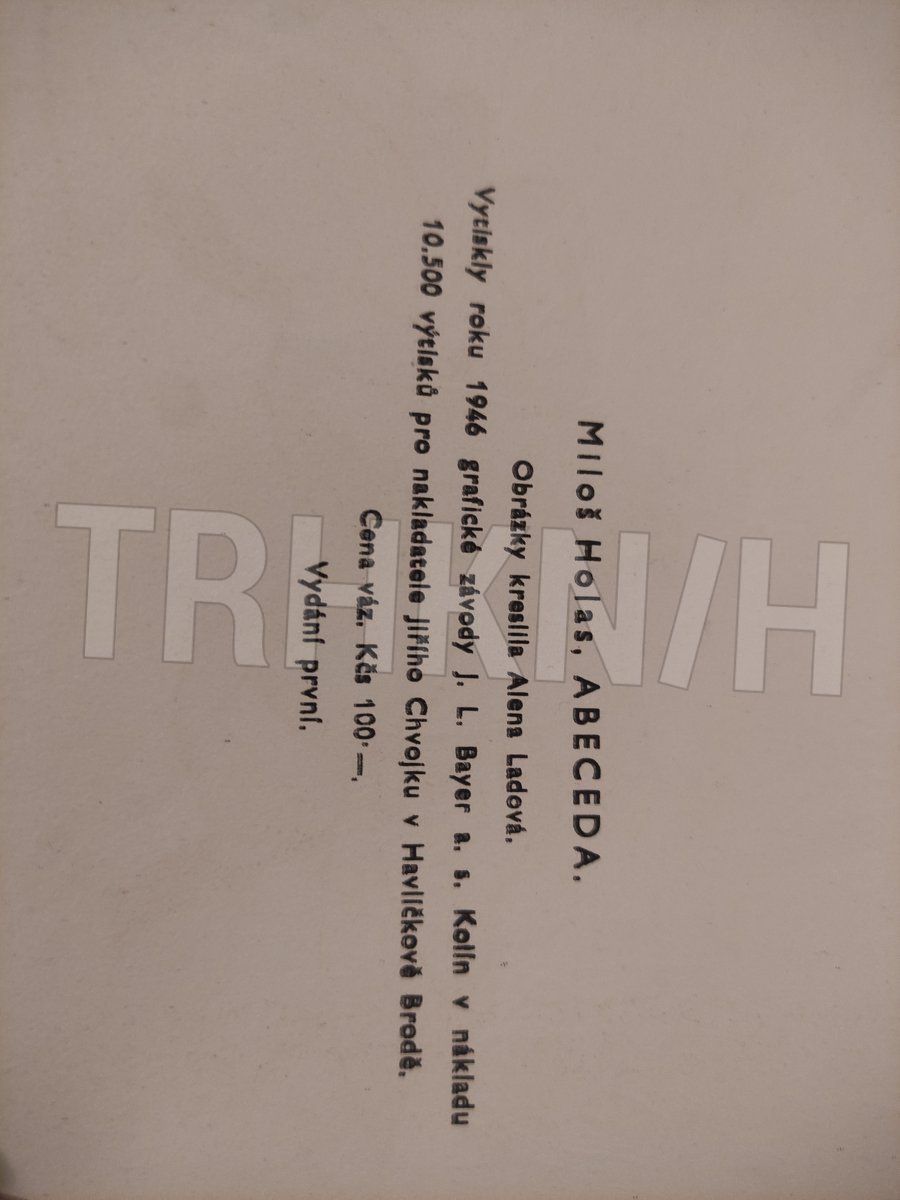 Miloš Holas, ABECEDA.
Obrázky kreslila Alena Ladová.
Vytiskly roku 1946 grafické závody J. L. Bayer a. s. Kolín v nákladu
10.500 výtisků pro nakladatele Jiřího Chvojku v Havlíčkově Brodě.
Cena váz. Kčs 100·—.
Vydání první.
TRHKN/H